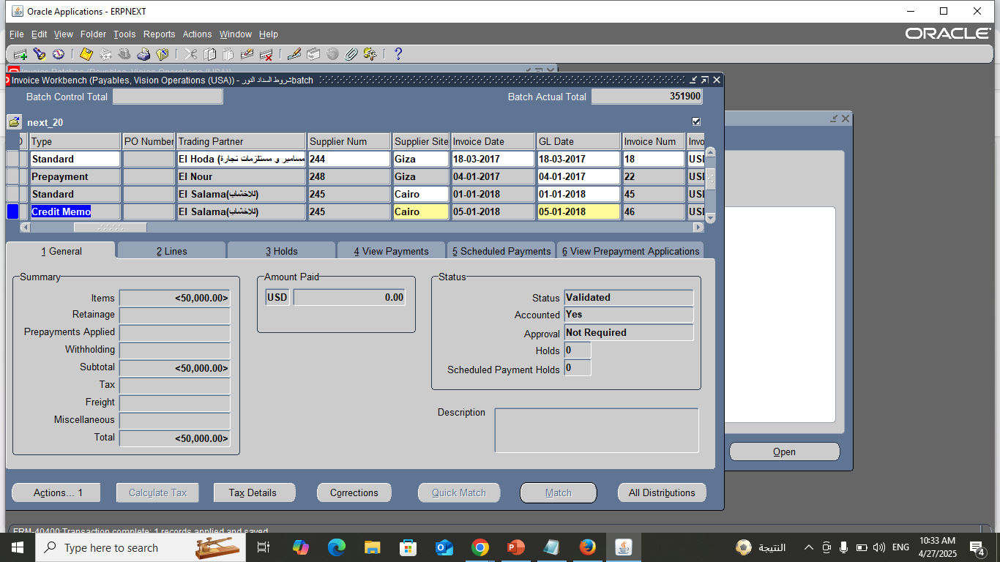 Oracle Applications - ERPNEXT
File Edit View Folder Tools Reports Actions Window Help
ORACLE
Invoice Batches (Payables, Vision Operations (USA))
Invoice Workbench (Payables, Vision Operations (USA)) - شروط السداد النورbatch
Batch Control Total
Batch Actual Total 351900
next_20
Type PO Number Trading Partner Supplier Num Supplier Site Invoice Date GL Date Invoice Num Invo
Standard El Hoda (مسامير و مستلزمات نجارة 244 Giza 18-03-2017 18-03-2017 18 USI
Prepayment El Nour 248 Giza 04-01-2017 04-01-2017 22 USI
Standard El Salama(للاخشاب) 245 Cairo 01-01-2018 01-01-2018 45 USI
Credit Memo El Salama(للاخشاب) 245 Cairo 05-01-2018 05-01-2018 46 USI
1 General 2 Lines 3 Holds 4 View Payments 5 Scheduled Payments 6 View Prepayment Applications
Summary
Items <50,000.00>
Retainage
Prepayments Applied
Withholding
Subtotal <50,000.00>
Tax
Freight
Miscellaneous
Total <50,000.00>
Amount Paid
USD 0.00
Status
Status Validated
Accounted Yes
Approval Not Required
Holds 0
Scheduled Payment Holds 0
Description
Open
Actions... 1 Calculate Tax Tax Details Corrections Quick Match Match All Distributions
FRM-40400:Transaction complete: 1 records applied and saved
Type here to search
النتيجة
ENG
10:33 AM
4/27/2025
4